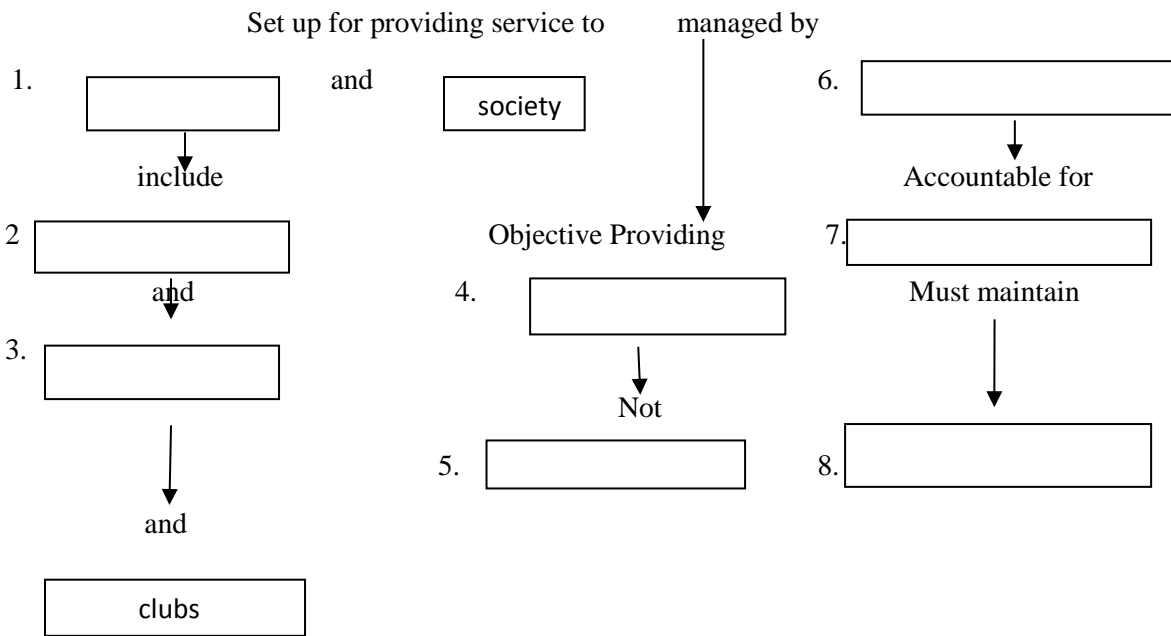 Set up for providing service to managed by
1. and 6.
society
include Accountable for
2 Objective Providing 7.
and 4. Must maintain
3.
Not
5. 8.
and
clubs